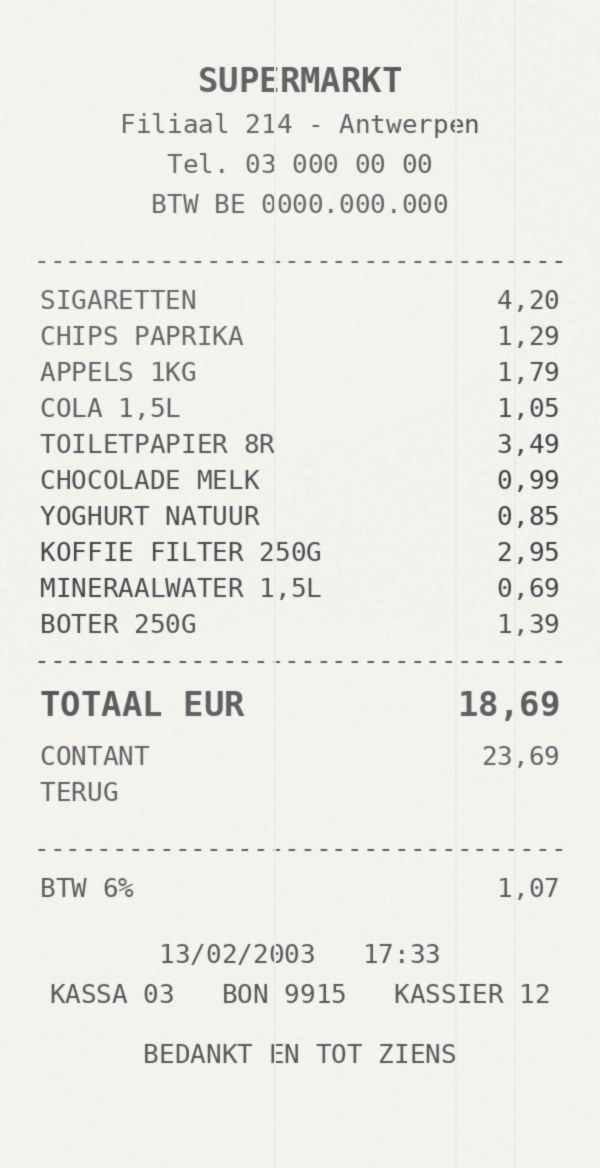 SUPERMARKT
Filiaal 214 - Antwerpen
Tel. 03 000 00 00
BTW BE 0000.000.000
----------------------------------
SIGARETTEN 4,20
CHIPS PAPRIKA 1,29
APPELS 1KG 1,79
COLA 1,5L 1,05
TOILETPAPIER 8R 3,49
CHOCOLADE MELK 0,99
YOGHURT NATUUR 0,85
KOFFIE FILTER 250G 2,95
MINERAALWATER 1,5L 0,69
BOTER 250G 1,39
----------------------------------
TOTAAL EUR 18,69
CONTANT 23,69
TERUG
----------------------------------
BTW 6% 1,07
13/02/2003 17:33
KASSA 03 BON 9915 KASSIER 12
BEDANKT EN TOT ZIENS